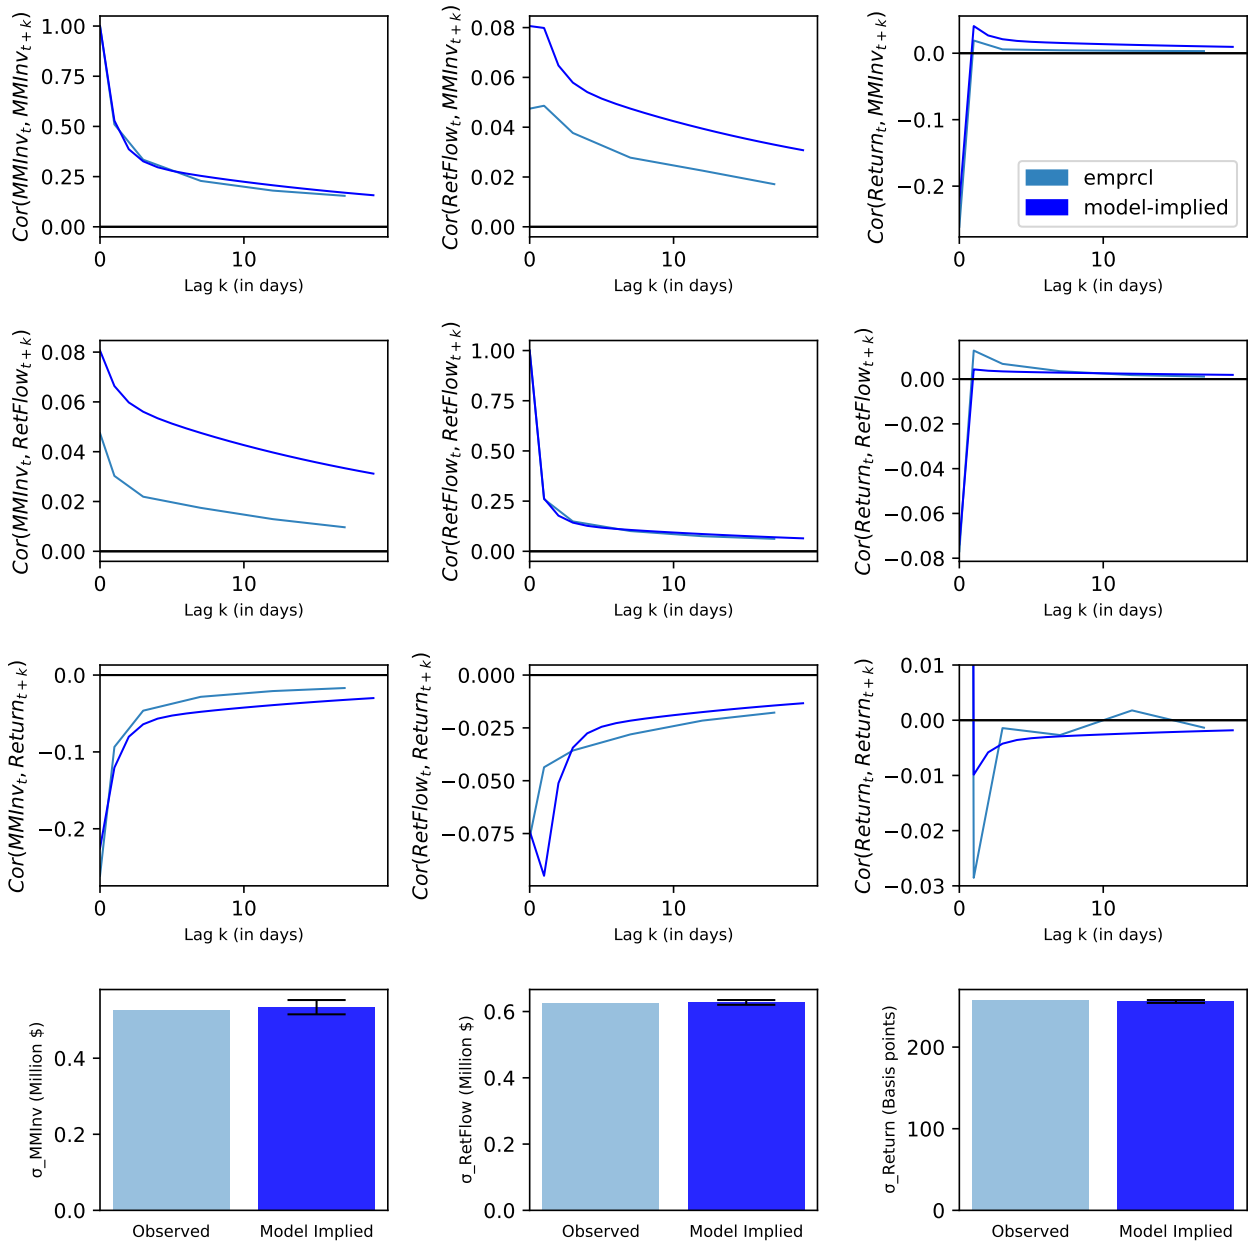 Cor(MMInv_t, MMInv_{t+k})
1.00
0.75
0.50
0.25
0.00
0
10
Lag k (in days)
Cor(RetFlow_t, MMInv_{t+k})
0.08
0.06
0.04
0.02
0.00
0
10
Lag k (in days)
Cor(Return_t, MMInv_{t+k})
0.0
−0.1
−0.2
emprcl
model-implied
0
10
Lag k (in days)
Cor(MMInv_t, RetFlow_{t+k})
0.08
0.06
0.04
0.02
0.00
0
10
Lag k (in days)
Cor(RetFlow_t, RetFlow_{t+k})
1.00
0.75
0.50
0.25
0.00
0
10
Lag k (in days)
Cor(Return_t, RetFlow_{t+k})
0.00
−0.02
−0.04
−0.06
−0.08
0
10
Lag k (in days)
Cor(MMInv_t, Return_{t+k})
0.0
−0.1
−0.2
0
10
Lag k (in days)
Cor(RetFlow_t, Return_{t+k})
0.000
−0.025
−0.050
−0.075
0
10
Lag k (in days)
Cor(Return_t, Return_{t+k})
0.01
0.00
−0.01
−0.02
−0.03
0
10
Lag k (in days)
σ_MMInv (Million $)
0.4
0.2
0.0
Observed
Model Implied
σ_RetFlow (Million $)
0.6
0.4
0.2
0.0
Observed
Model Implied
σ_Return (Basis points)
200
100
0
Observed
Model Implied